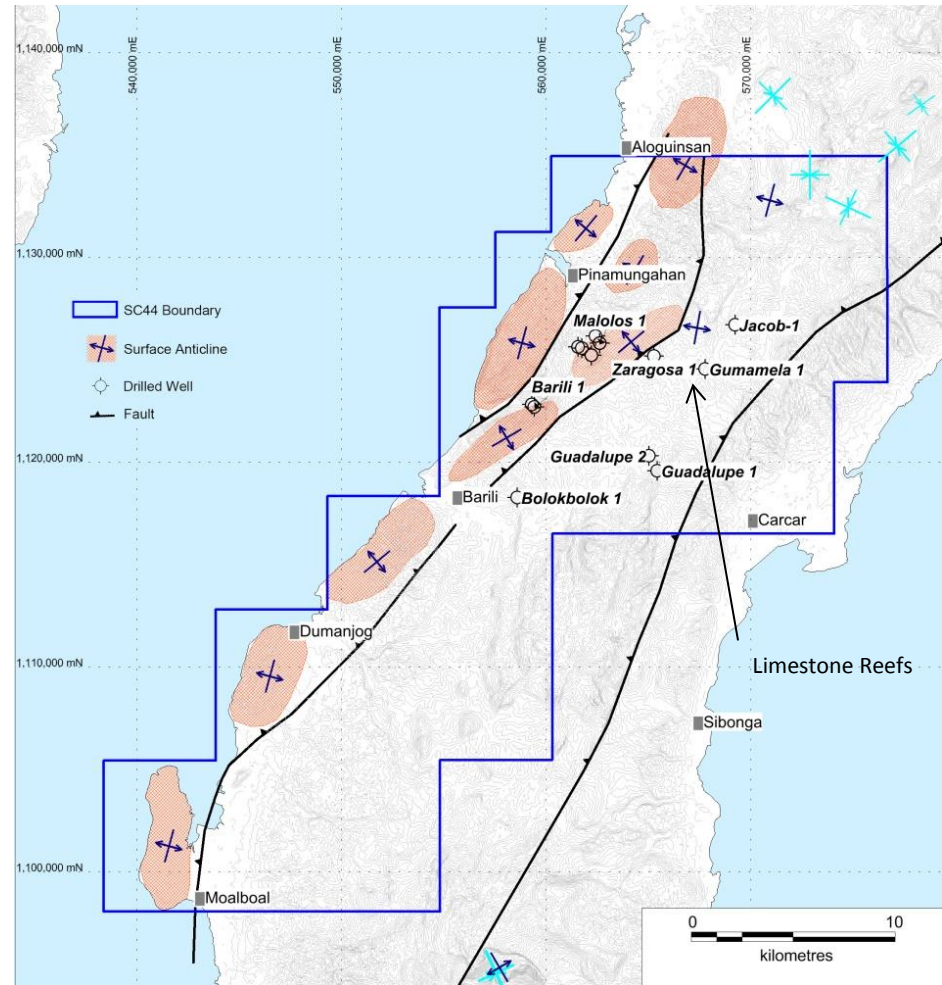 1,140,000 mN
540,000 mE
550,000 mE
560,000 mE
570,000 mE
Aloguinsan
1,130,000 mN
Pinamungahan
SC44 Boundary
Surface Anticline
Drilled Well
Fault
Malolos 1
Jacob-1
Zaragosa 1
Gumamela 1
Barili 1
1,120,000 mN
Guadalupe 2
Guadalupe 1
Barili
Bolokbolok 1
Carcar
1,110,000 mN
Dumanjog
Limestone Reefs
Sibonga
1,100,000 mN
Moalboal
0 10
kilometres